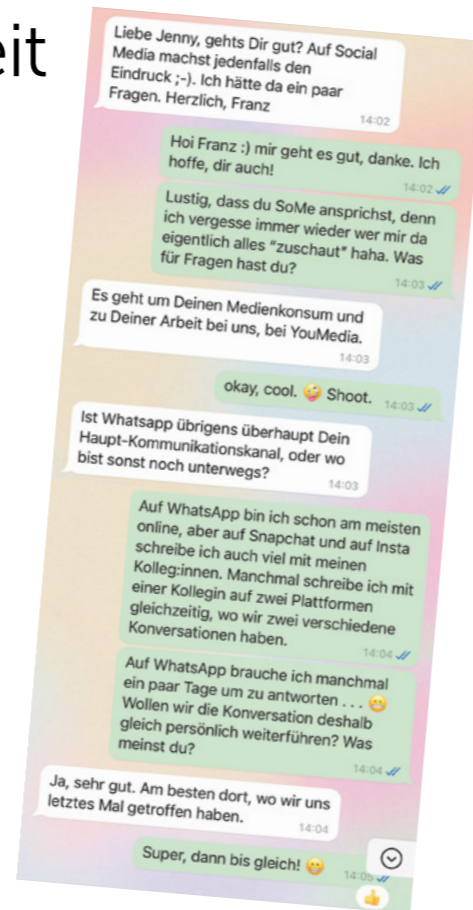 eit
Liebe Jenny, gehts Dir gut? Auf Social
Media machst jedenfalls den
Eindruck ;-). Ich hätte da ein paar
Fragen. Herzlich, Franz
14:02
Hoi Franz :) mir geht es gut, danke. Ich
hoffe, dir auch!
14:02
Lustig, dass du SoMe ansprichst, denn
ich vergesse immer wieder wer mir da
eigentlich alles "zuschaut" haha. Was
für Fragen hast du?
14:03
Es geht um Deinen Medienkonsum und
zu Deiner Arbeit bei uns, bei YouMedia.
14:03
okay, cool. 🤪 Shoot. 14:03
Ist Whatsapp übrigens überhaupt Dein
Haupt-Kommunikationskanal, oder wo
bist sonst noch unterwegs?
14:03
Auf WhatsApp bin ich schon am meisten
online, aber auf Snapchat und auf Insta
schreibe ich auch viel mit meinen
Kolleg:innen. Manchmal schreibe ich mit
einer Kollegin auf zwei Plattformen
gleichzeitig, wo wir zwei verschiedene
Konversationen haben.
14:04
Auf WhatsApp brauche ich manchmal
ein paar Tage um zu antworten . . . 😁
Wollen wir die Konversation deshalb
gleich persönlich weiterführen? Was
meinst du?
14:04
Ja, sehr gut. Am besten dort, wo wir uns
letztes Mal getroffen haben.
14:04
Super, dann bis gleich! 😁 14:05
👍